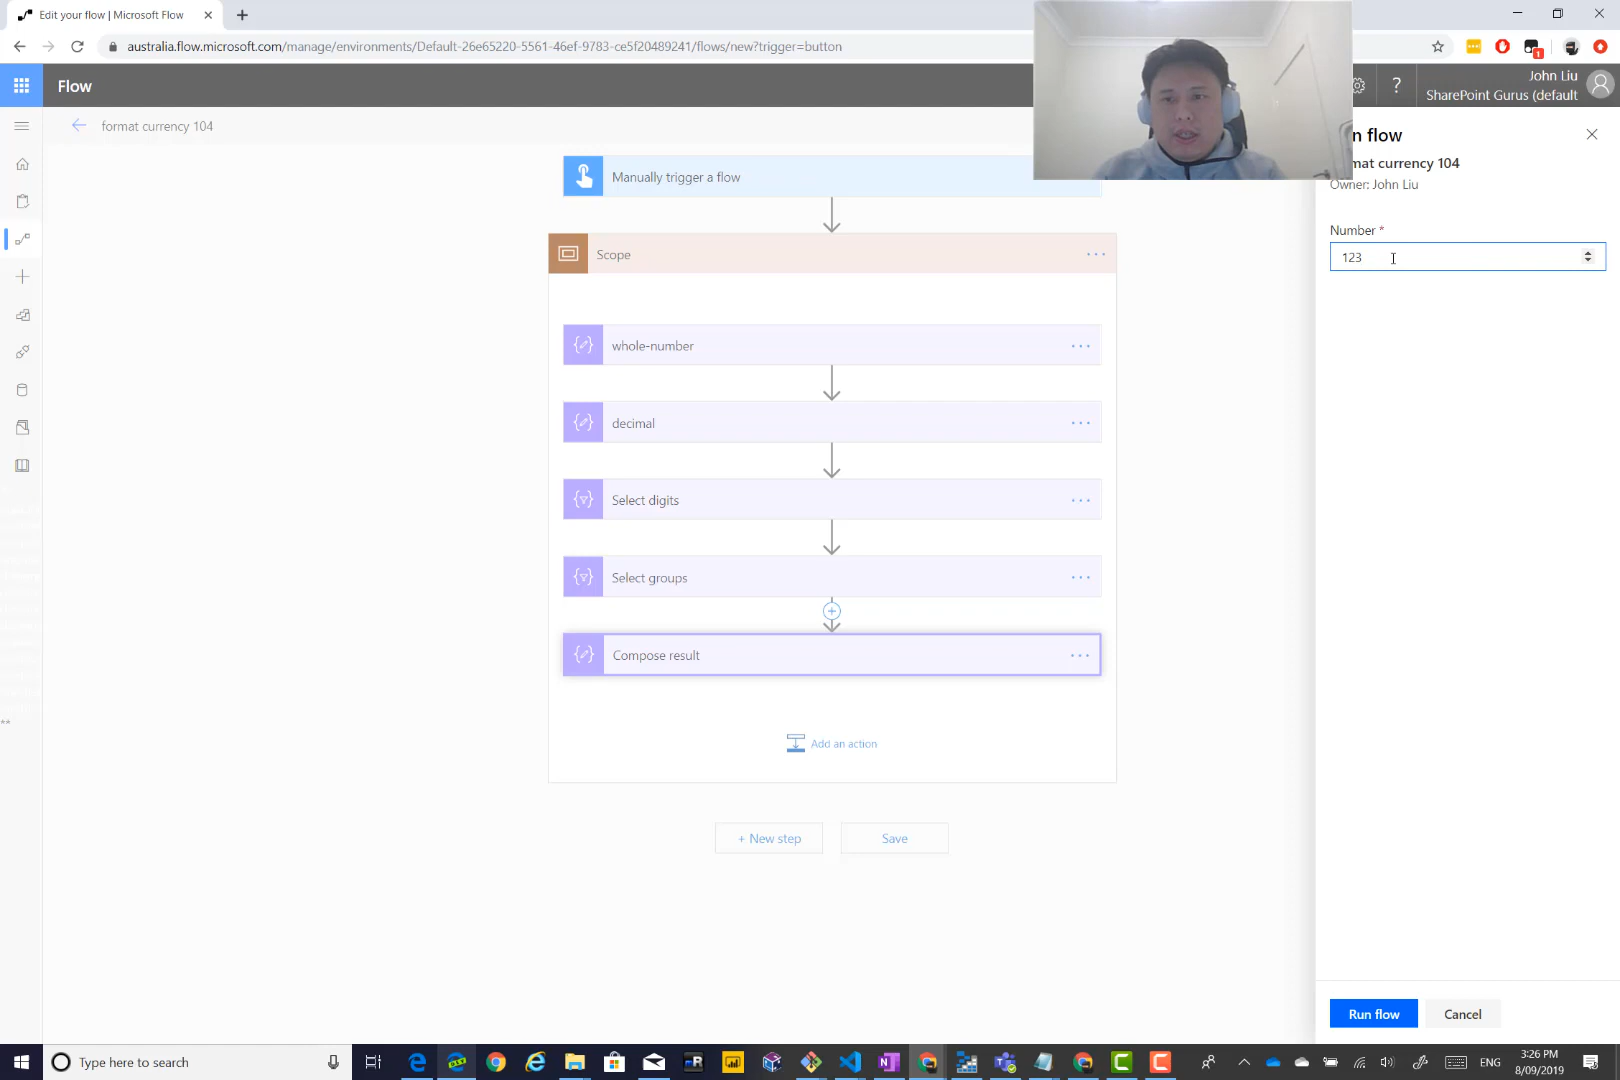 Edit your flow | Microsoft Flow
australia.flow.microsoft.com/manage/environments/Default-26e65220-5561-46ef-9783-ce5f20489241/flows/new?trigger=button
1
Flow
?
John Liu
SharePoint Gurus (default
format currency 104
Manually trigger a flow
Scope
whole-number
decimal
Select digits
Select groups
Compose result
Add an action
+ New step
Save
n flow
mat currency 104
Owner: John Liu
Number *
123
Run flow
Cancel
**
Type here to search
ENG
3:26 PM
8/09/2019